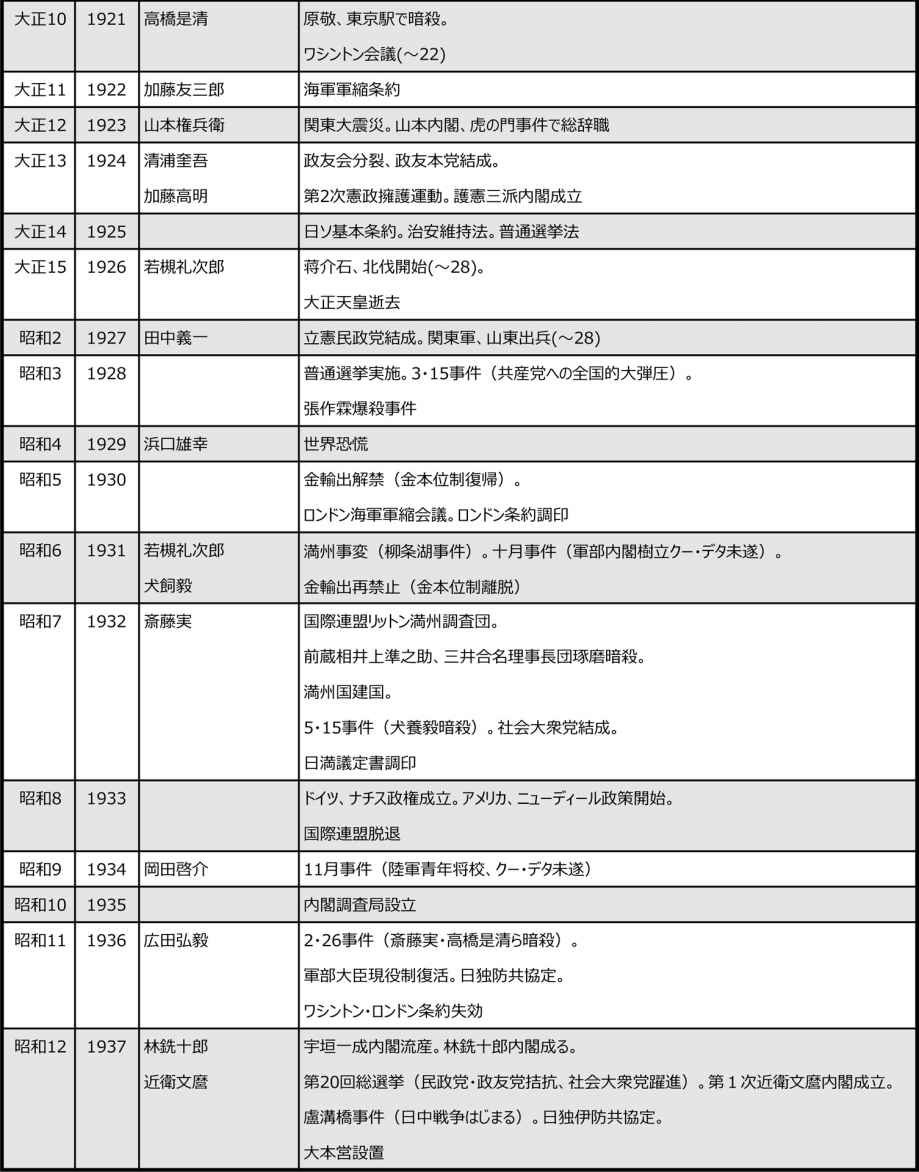 大正10 1921 高橋是清 原敬、東京駅で暗殺。
ワシントン会議(～22)
大正11 1922 加藤友三郎 海軍軍縮条約
大正12 1923 山本権兵衛 関東大震災。山本内閣、虎の門事件で総辞職
大正13 1924 清浦奎吾 政友会分裂、政友本党結成。
加藤高明 第2次憲政擁護運動。護憲三派内閣成立
大正14 1925 日ソ基本条約。治安維持法。普通選挙法
大正15 1926 若槻礼次郎 蒋介石、北伐開始(～28)。
大正天皇逝去
昭和2 1927 田中義一 立憲民政党結成。関東軍、山東出兵(～28)
昭和3 1928 普通選挙実施。3・15事件（共産党への全国的大弾圧）。
張作霖爆殺事件
昭和4 1929 浜口雄幸 世界恐慌
昭和5 1930 金輸出解禁（金本位制復帰）。
ロンドン海軍軍縮会議。ロンドン条約調印
昭和6 1931 若槻礼次郎 満州事変（柳条湖事件）。十月事件（軍部内閣樹立クー・デタ未遂）。
犬飼毅 金輸出再禁止（金本位制離脱）
昭和7 1932 斎藤実 国際連盟リットン満州調査団。
前蔵相井上準之助、三井合名理事長団琢磨暗殺。
満州国建国。
5・15事件（犬養毅暗殺）。社会大衆党結成。
日満議定書調印
昭和8 1933 ドイツ、ナチス政権成立。アメリカ、ニューディール政策開始。
国際連盟脱退
昭和9 1934 岡田啓介 11月事件（陸軍青年将校、クー・デタ未遂）
昭和10 1935 内閣調査局設立
昭和11 1936 広田弘毅 2・26事件（斎藤実・高橋是清ら暗殺）。
軍部大臣現役制復活。日独防共協定。
ワシントン・ロンドン条約失効
昭和12 1937 林銑十郎 宇垣一成内閣流産。林銑十郎内閣成る。
近衛文麿 第20回総選挙（民政党・政友党拮抗、社会大衆党躍進）。第１次近衛文麿内閣成立。
盧溝橋事件（日中戦争はじまる）。日独伊防共協定。
大本営設置